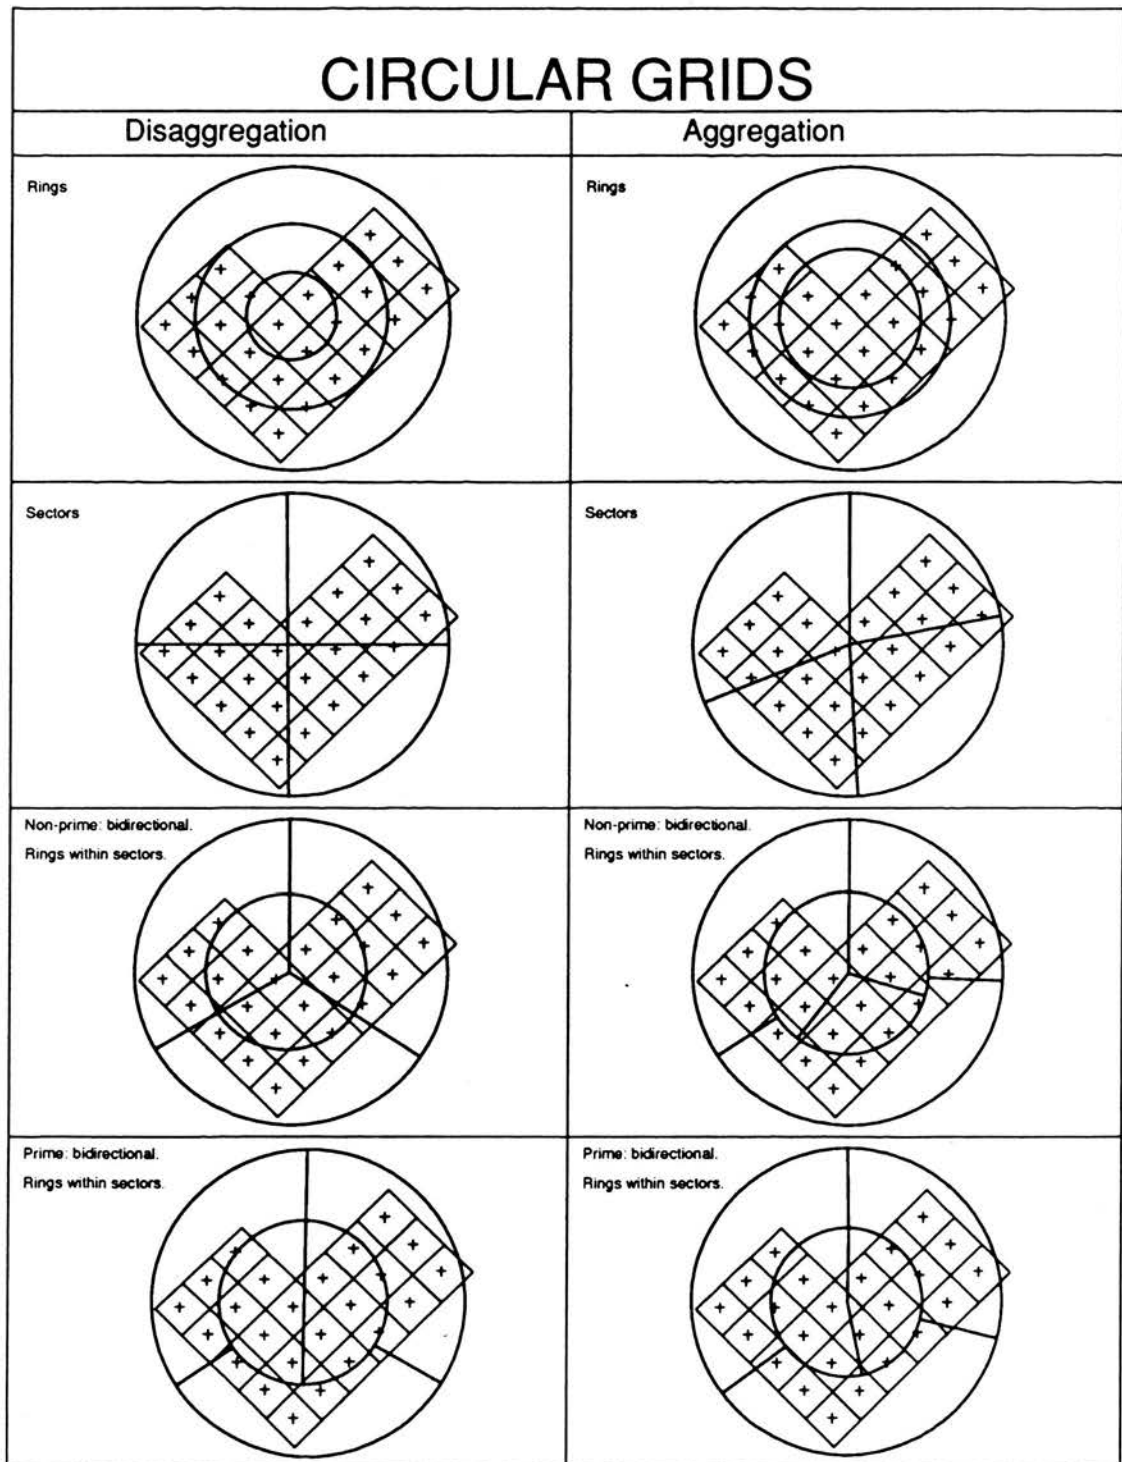 CIRCULAR GRIDS
Disaggregation
Aggregation
Rings
Rings
Sectors
Sectors
Non-prime: bidirectional.
Rings within sectors.
Non-prime: bidirectional.
Rings within sectors.
Prime: bidirectional.
Rings within sectors.
Prime: bidirectional.
Rings within sectors.